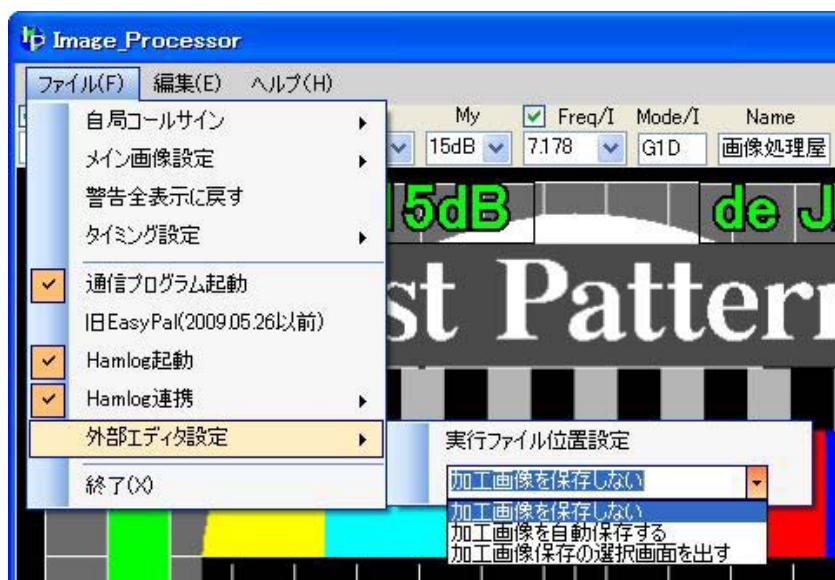 Image_Processor
ファイル(F) 編集(E) ヘルプ(H)
My Freq/I Mode/I Name
15dB 7.178 G1D 画像処理屋
15dB de J
st Pattern
自局コールサイン
メイン画像設定
警告全表示に戻す
タイミング設定
通信プログラム起動
旧EasyPal(2009.05.26以前)
Hamlog起動
Hamlog連携
外部エディタ設定
終了(X)
実行ファイル位置設定
加工画像を保存しない
加工画像を保存しない
加工画像を自動保存する
加工画像保存の選択画面を出す